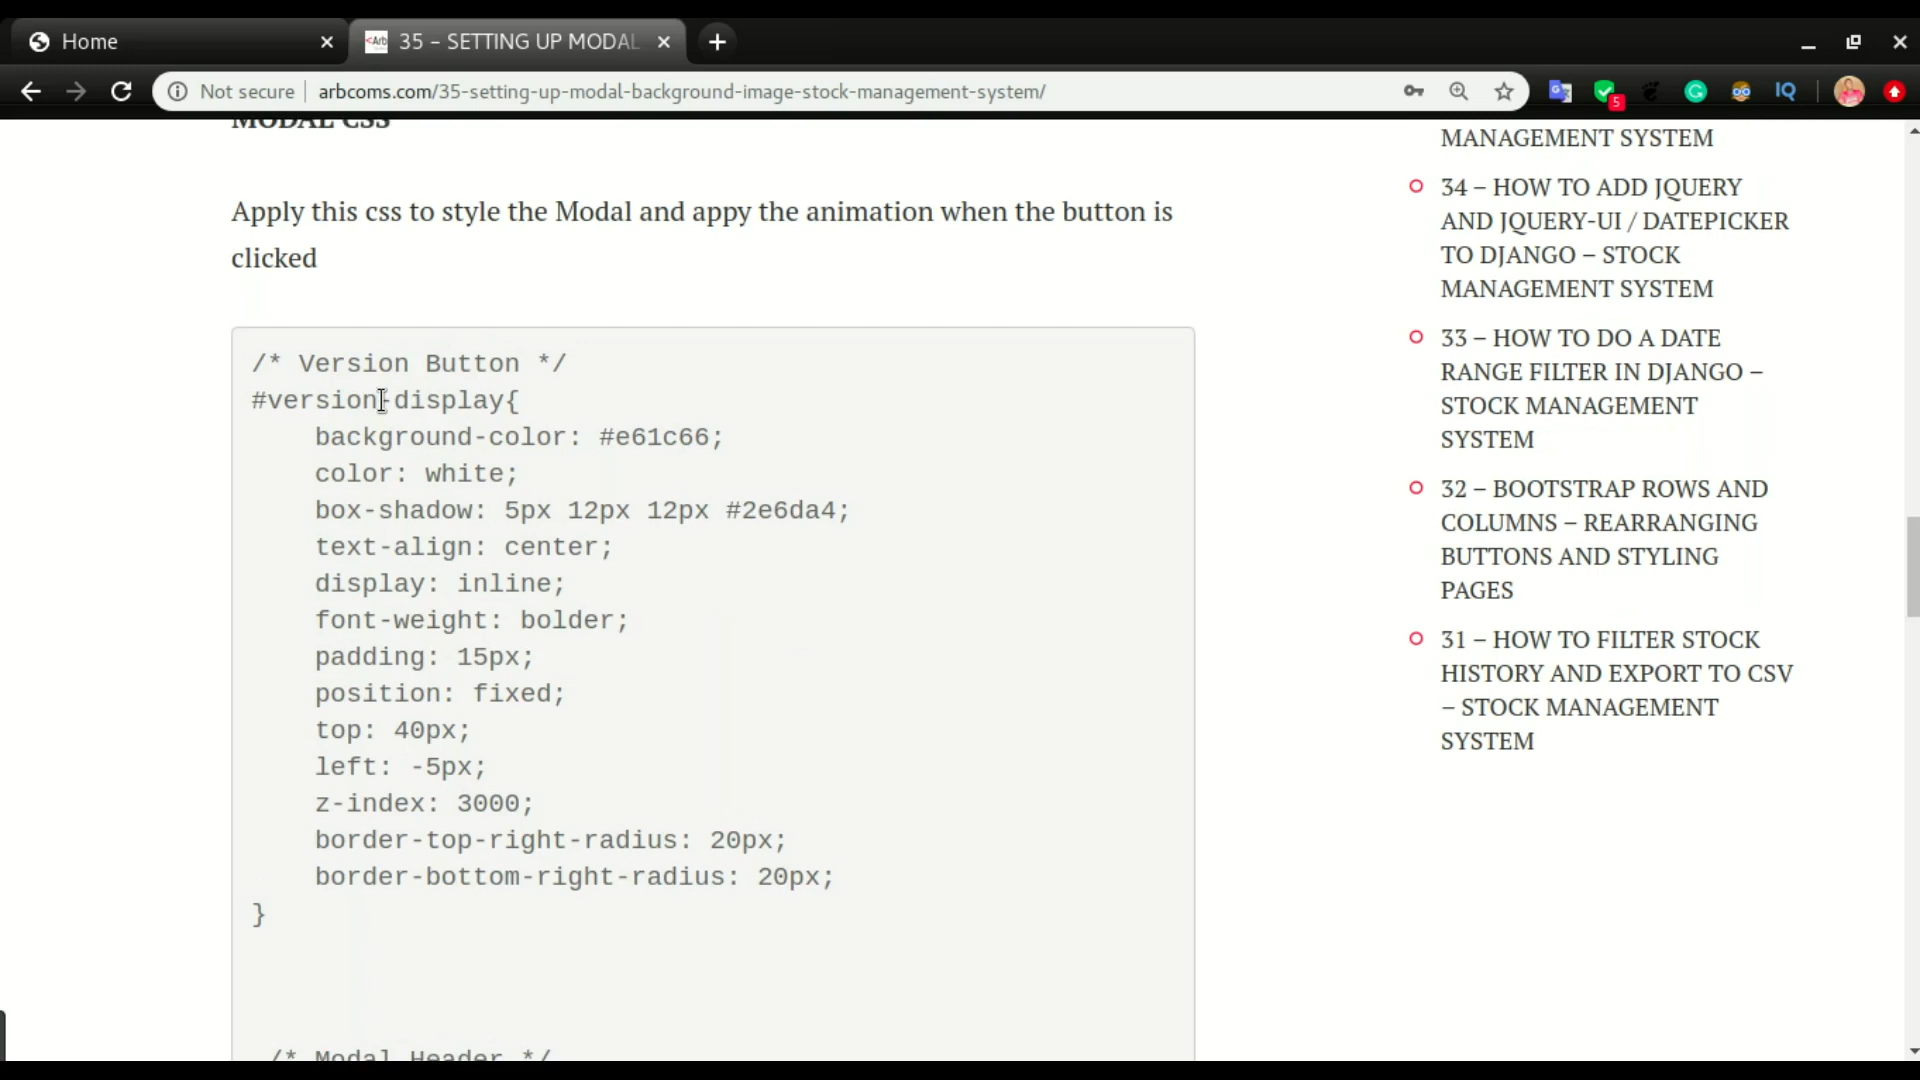 Home
35 – SETTING UP MODAL
Not secure
arbcoms.com/35-setting-up-modal-background-image-stock-management-system/
5
IQ
MODAL CSS
Apply this css to style the Modal and appy the animation when the button is
clicked
/* Version Button */
#version-display{
background-color: #e61c66;
color: white;
box-shadow: 5px 12px 12px #2e6da4;
text-align: center;
display: inline;
font-weight: bolder;
padding: 15px;
position: fixed;
top: 40px;
left: -5px;
z-index: 3000;
border-top-right-radius: 20px;
border-bottom-right-radius: 20px;
}
/* Modal Header */
MANAGEMENT SYSTEM
34 – HOW TO ADD JQUERY
AND JQUERY-UI / DATEPICKER
TO DJANGO – STOCK
MANAGEMENT SYSTEM
33 – HOW TO DO A DATE
RANGE FILTER IN DJANGO –
STOCK MANAGEMENT
SYSTEM
32 – BOOTSTRAP ROWS AND
COLUMNS – REARRANGING
BUTTONS AND STYLING
PAGES
31 – HOW TO FILTER STOCK
HISTORY AND EXPORT TO CSV
– STOCK MANAGEMENT
SYSTEM